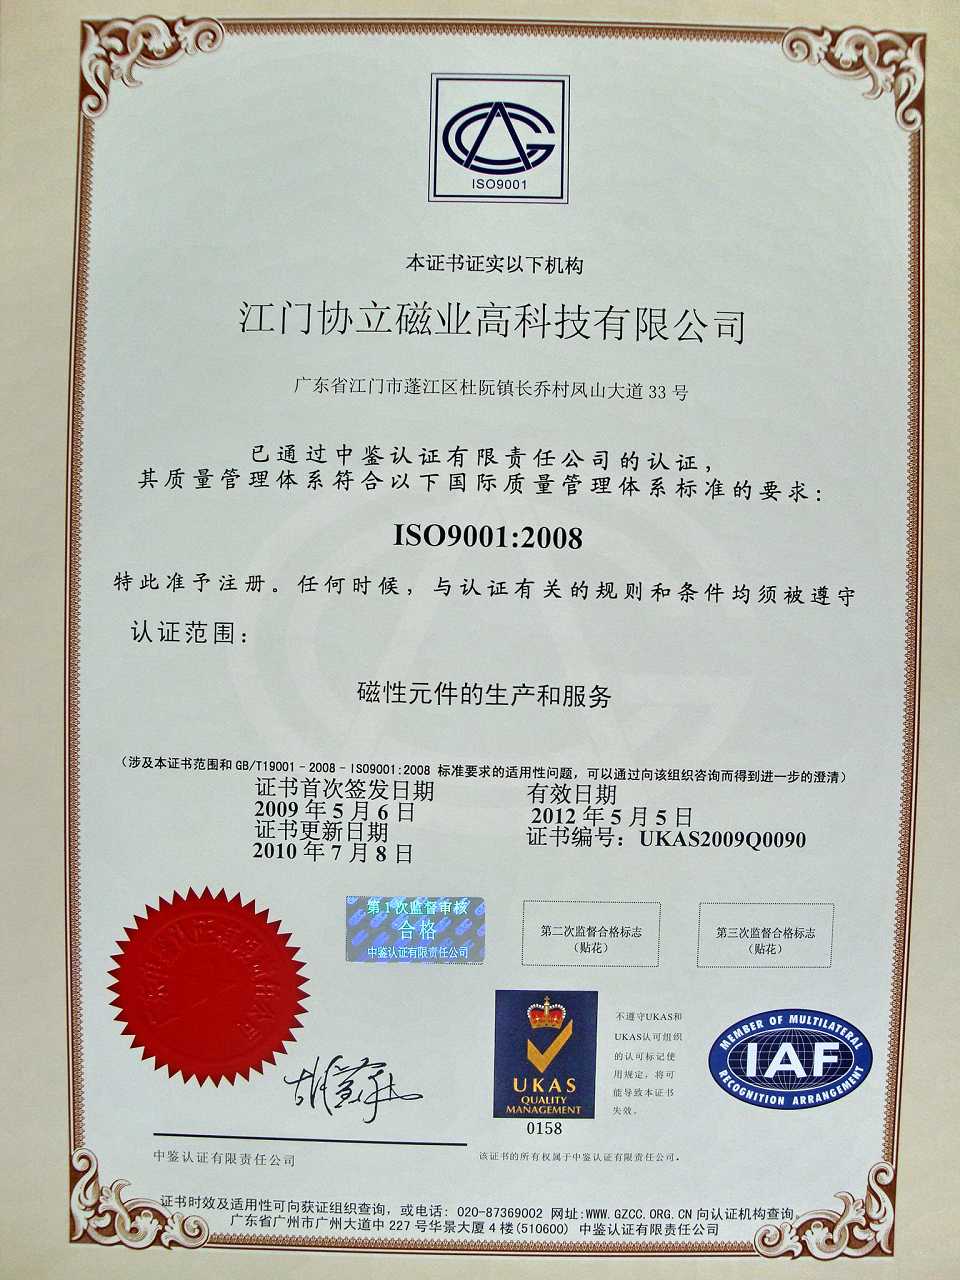 ISO9001
本证书证实以下机构
江门协立磁业高科技有限公司
广东省江门市蓬江区杜阮镇长乔村凤山大道 33 号
已通过中鉴认证有限责任公司的认证，
其质量管理体系符合以下国际质量管理体系标准的要求：
ISO9001:2008
特此准予注册。任何时候，与认证有关的规则和条件均须被遵守
认证范围：
磁性元件的生产和服务
（涉及本证书范围和 GB/T19001－2008－ISO9001:2008 标准要求的适用性问题，可以通过向该组织咨询而得到进一步的澄清）
证书首次签发日期
2009 年 5 月 6 日
证书更新日期
2010 年 7 月 8 日
有效日期
2012 年 5 月 5 日
证书编号：UKAS2009Q0090
第1次监督审核
合格
中鉴认证有限责任公司
第二次监督合格标志
（贴花）
第三次监督合格标志
（贴花）
UKAS
QUALITY
MANAGEMENT
0158
不遵守UKAS和
UKAS认可组织
的认可标记使
用规定，将可
能导致本证书
失效。
MEMBER OF MULTILATERAL
IAF
RECOGNITION ARRANGEMENT
中鉴认证有限责任公司
该证书的所有权属于中鉴认证有限责任公司。
证书时效及适用性可向获证组织查询，或电话：020-87369002 网址:WWW.GZCC.ORG.CN 向认证机构查询。
广东省广州市广州大道中 227 号华景大厦 4 楼(510600) 中鉴认证有限责任公司